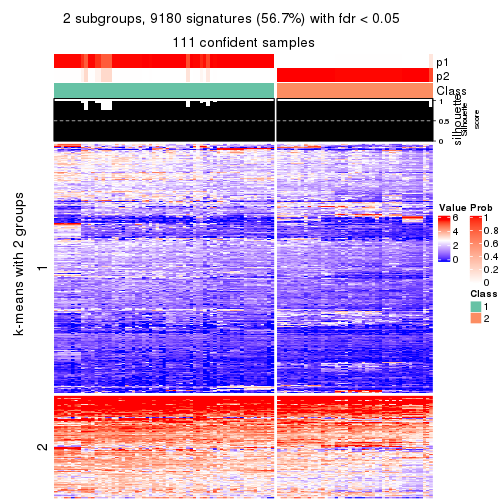 2 subgroups, 9180 signatures (56.7%) with fdr < 0.05
111 confident samples
p1
p2
Class
silhouette
Silhouette
score
1
0.5
0
k-means with 2 groups
1
2
Value
6
4
2
0
Prob
1
0.8
0.6
0.4
0.2
0
Class
1
2